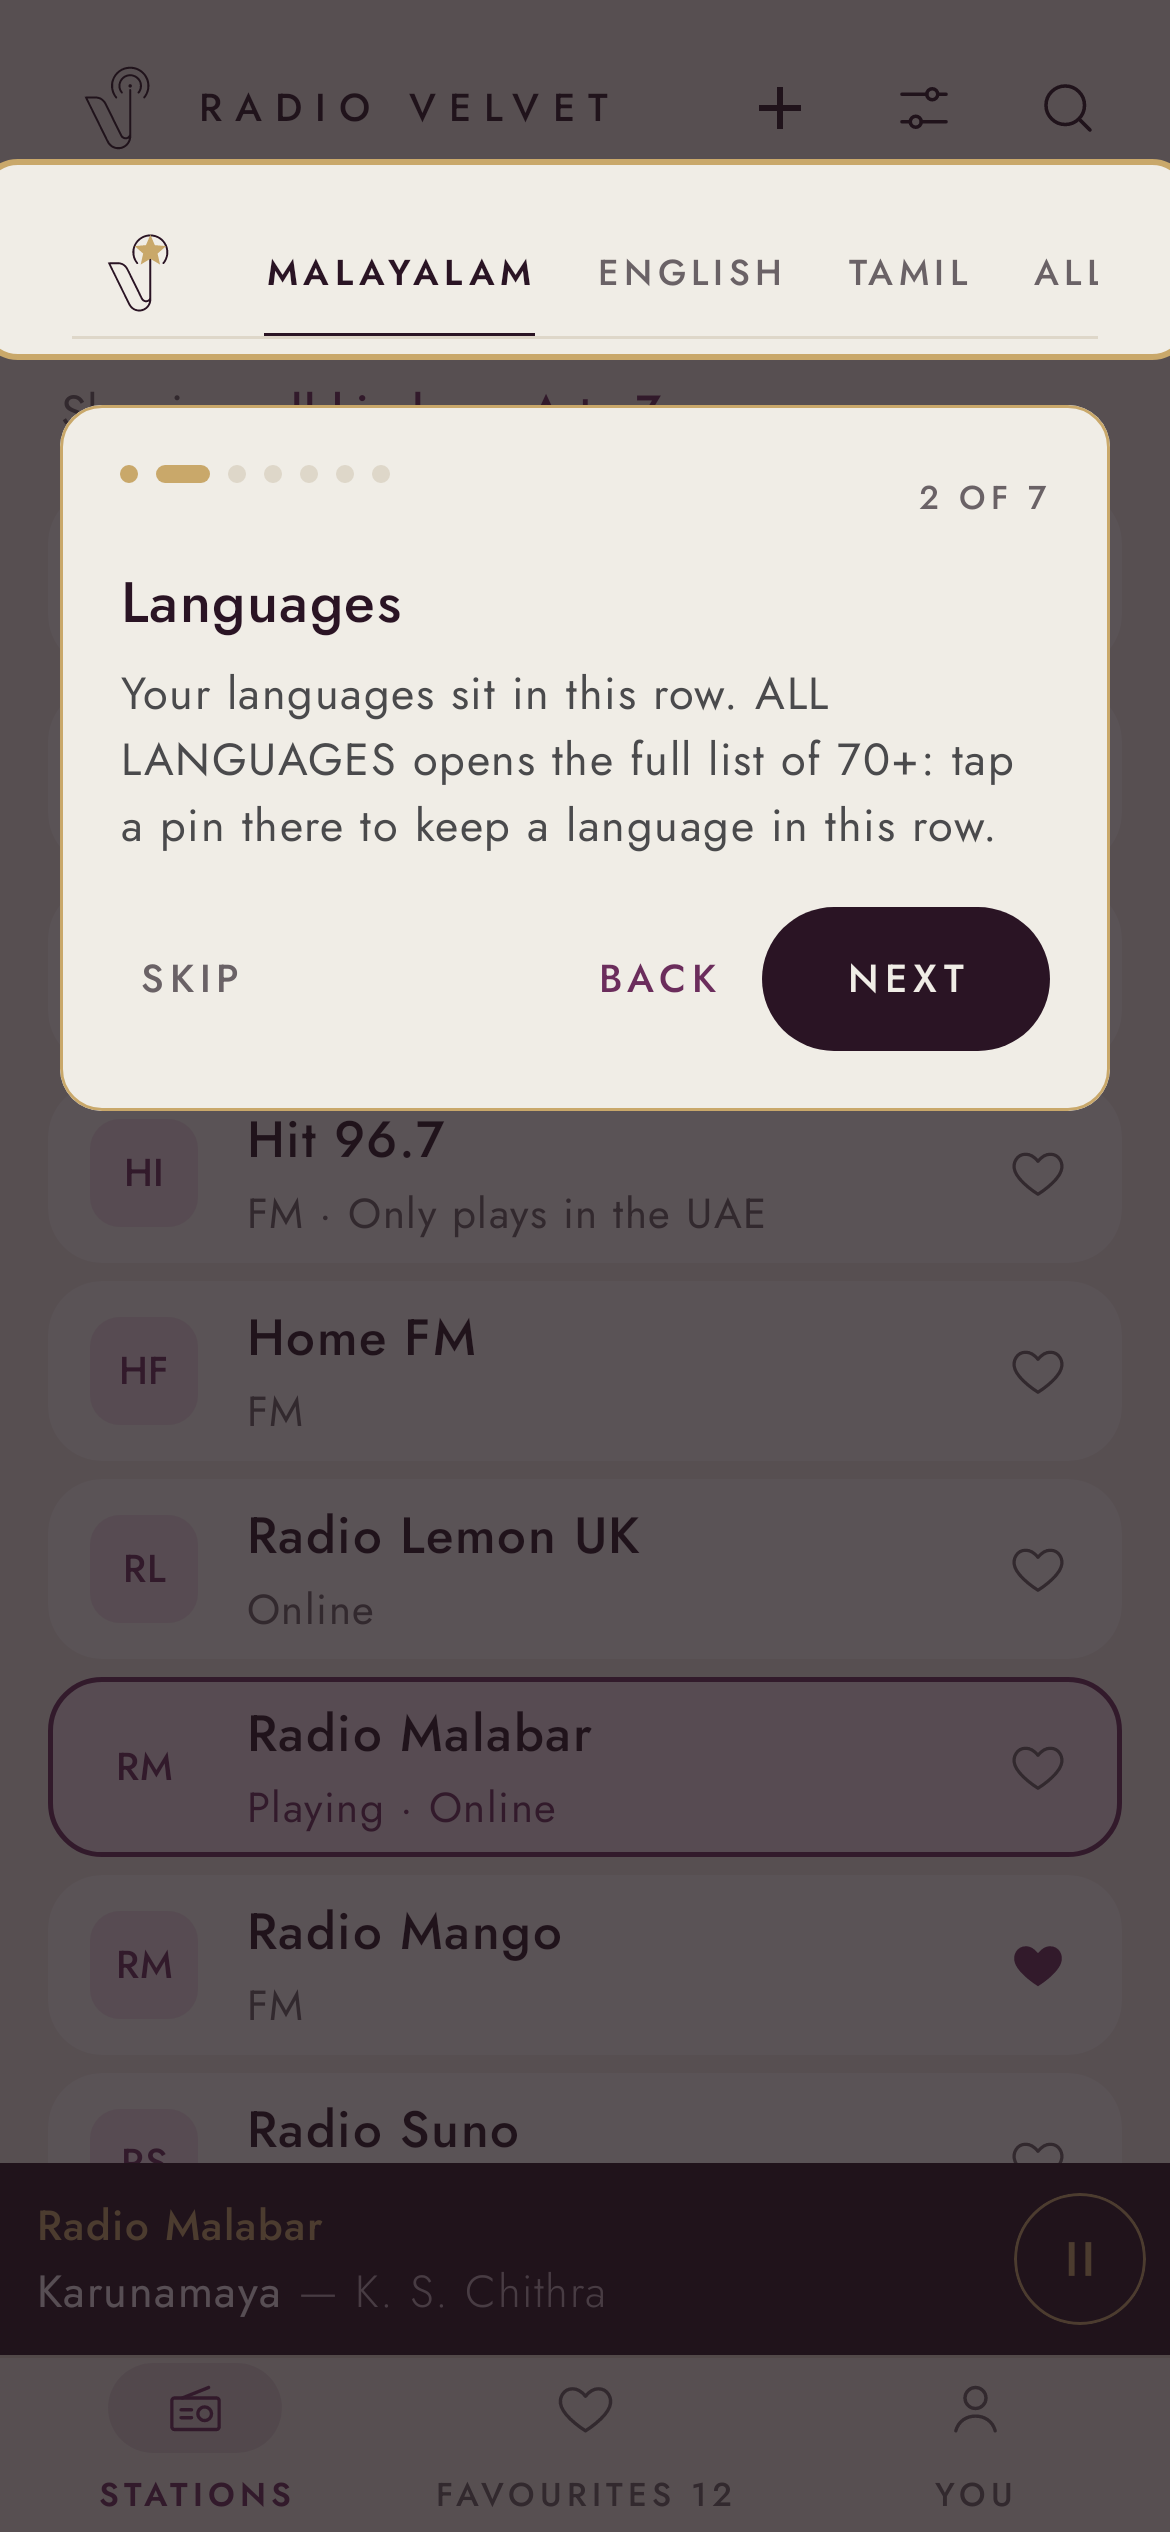 RADIO VELVET
MALAYALAM ENGLISH TAMIL ALL
2 OF 7
Languages
Your languages sit in this row. ALL
LANGUAGES opens the full list of 70+: tap
a pin there to keep a language in this row.
SKIP BACK NEXT
HI
Hit 96.7
FM · Only plays in the UAE
HF
Home FM
FM
RL
Radio Lemon UK
Online
RM
Radio Malabar
Playing · Online
RM
Radio Mango
FM
RS
Radio Suno
Radio Malabar
Karunamaya — K. S. Chithra
STATIONS FAVOURITES 12 YOU